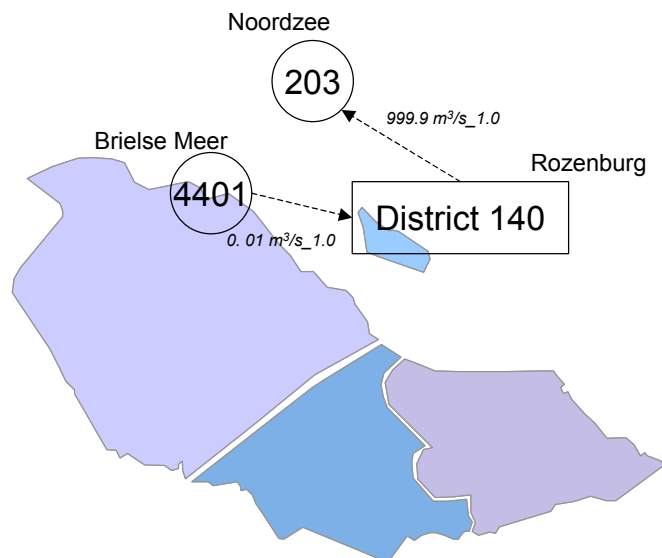 Noordzee
203
999.9 m³/s_1.0
Brielse Meer
Rozenburg
4401
District 140
0. 01 m³/s_1.0